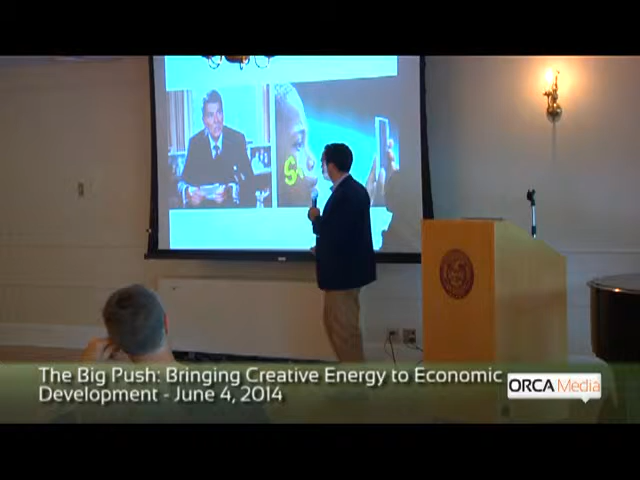 The Big Push: Bringing Creative Energy to Economic
Development - June 4, 2014
ORCA Media